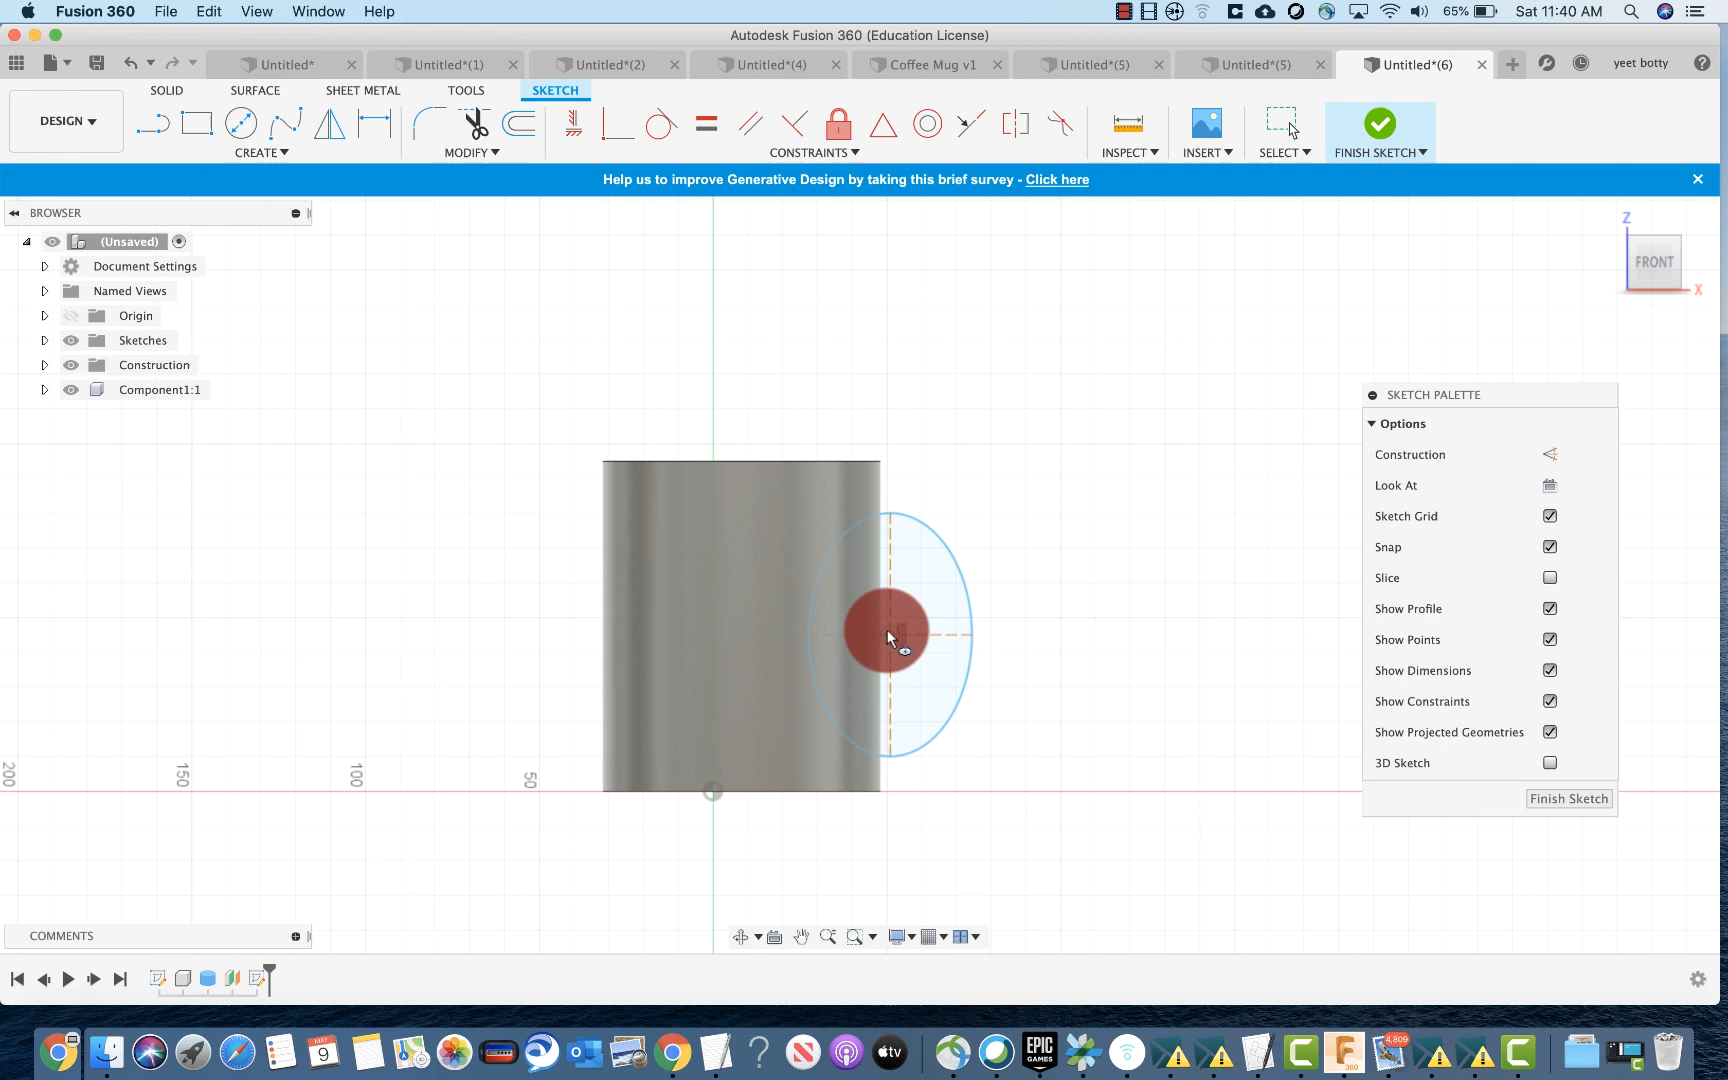 Fusion 360 File Edit View Window Help 65% Sat 11:40 AM
Autodesk Fusion 360 (Education License)
Untitled* Untitled*(1) Untitled*(2) Untitled*(4) Coffee Mug v1 Untitled*(5) Untitled*(5) Untitled*(6) yeet botty
SOLID SURFACE SHEET METAL TOOLS SKETCH
DESIGN
CREATE MODIFY CONSTRAINTS INSPECT INSERT SELECT FINISH SKETCH
Help us to improve Generative Design by taking this brief survey - Click here
BROWSER
(Unsaved)
Document Settings
Named Views
Origin
Sketches
Construction
Component1:1
Z
FRONT
X
SKETCH PALETTE
Options
Construction
Look At
Sketch Grid
Snap
Slice
Show Profile
Show Points
Show Dimensions
Show Constraints
Show Projected Geometries
3D Sketch
Finish Sketch
200 150 100 50
COMMENTS
MAY
9
tv
EPIC
GAMES
360
4,809